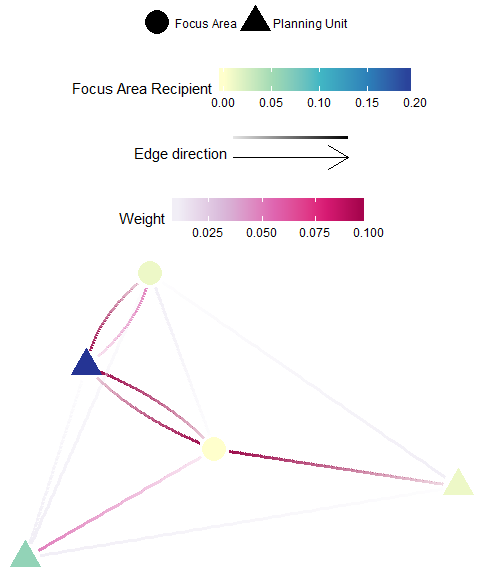 Focus Area Planning Unit
Focus Area Recipient
0.00 0.05 0.10 0.15 0.20
Edge direction
Weight
0.025 0.050 0.075 0.100